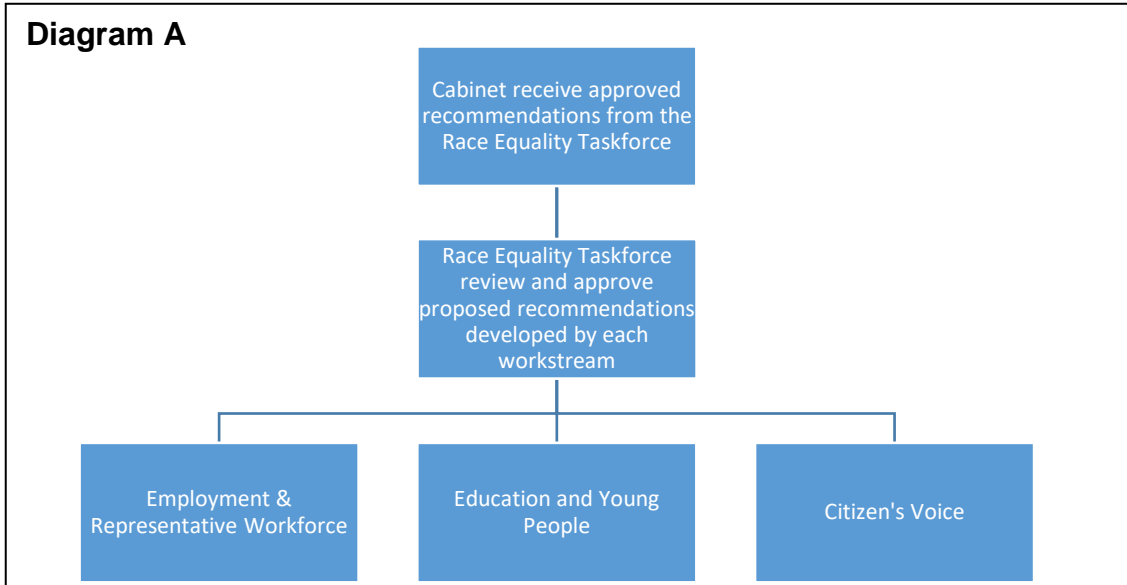 Diagram A
Cabinet receive approved
recommendations from the
Race Equality Taskforce
Race Equality Taskforce
review and approve
proposed recommendations
developed by each
workstream
Employment &
Representative Workforce
Education and Young
People
Citizen's Voice